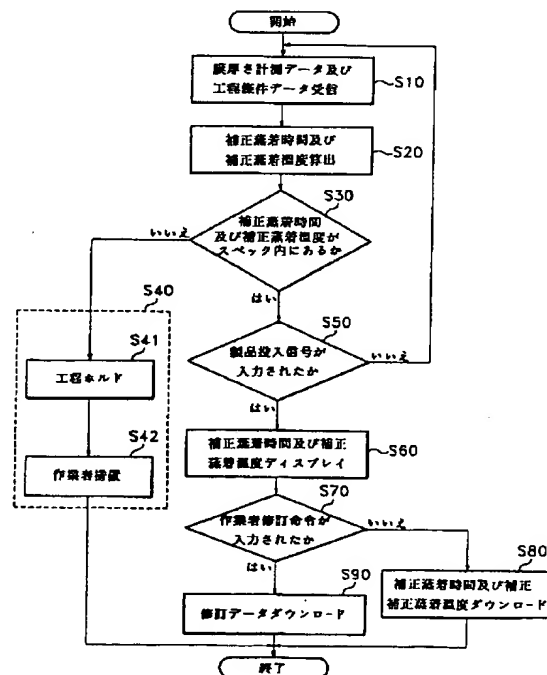 開始
膜厚さ計測データ及び
工程条件データ受信
S10
補正蒸着時間及び
補正蒸着温度算出
S20
S30
補正蒸着時間
及び補正蒸着温度が
スペック内にあるか
いいえ
はい
S40
S41
工程ホルド
S42
作業者措置
S50
製品投入信号が
入力されたか
いいえ
はい
補正蒸着時間及び補正
蒸着温度ディスプレイ
S60
S70
作業者修訂命令が
入力されたか
いいえ
はい
S80
補正蒸着時間及び補正
補正蒸着温度ダウンロード
S90
修訂データダウンロード
終了